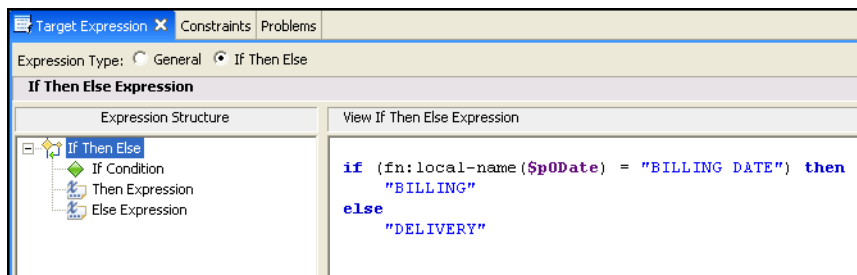 Target Expression Constraints Problems
Expression Type: General If Then Else
If Then Else Expression
Expression Structure
View If Then Else Expression
If Then Else
If Condition
Then Expression
Else Expression
if (fn:local-name($pODate) = "BILLING DATE") then
"BILLING"
else
"DELIVERY"